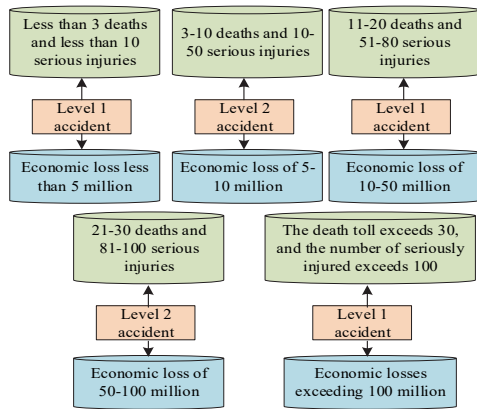 Less than 3 deaths
and less than 10
serious injuries
Level 1
accident
Economic loss less
than 5 million
3-10 deaths and 10-
50 serious injuries
Level 2
accident
Economic loss of 5-
10 million
11-20 deaths and
51-80 serious
injuries
Level 1
accident
Economic loss of
10-50 million
21-30 deaths and
81-100 serious
injuries
Level 2
accident
Economic loss of
50-100 million
The death toll exceeds 30,
and the number of seriously
injured exceeds 100
Level 1
accident
Economic losses
exceeding 100 million